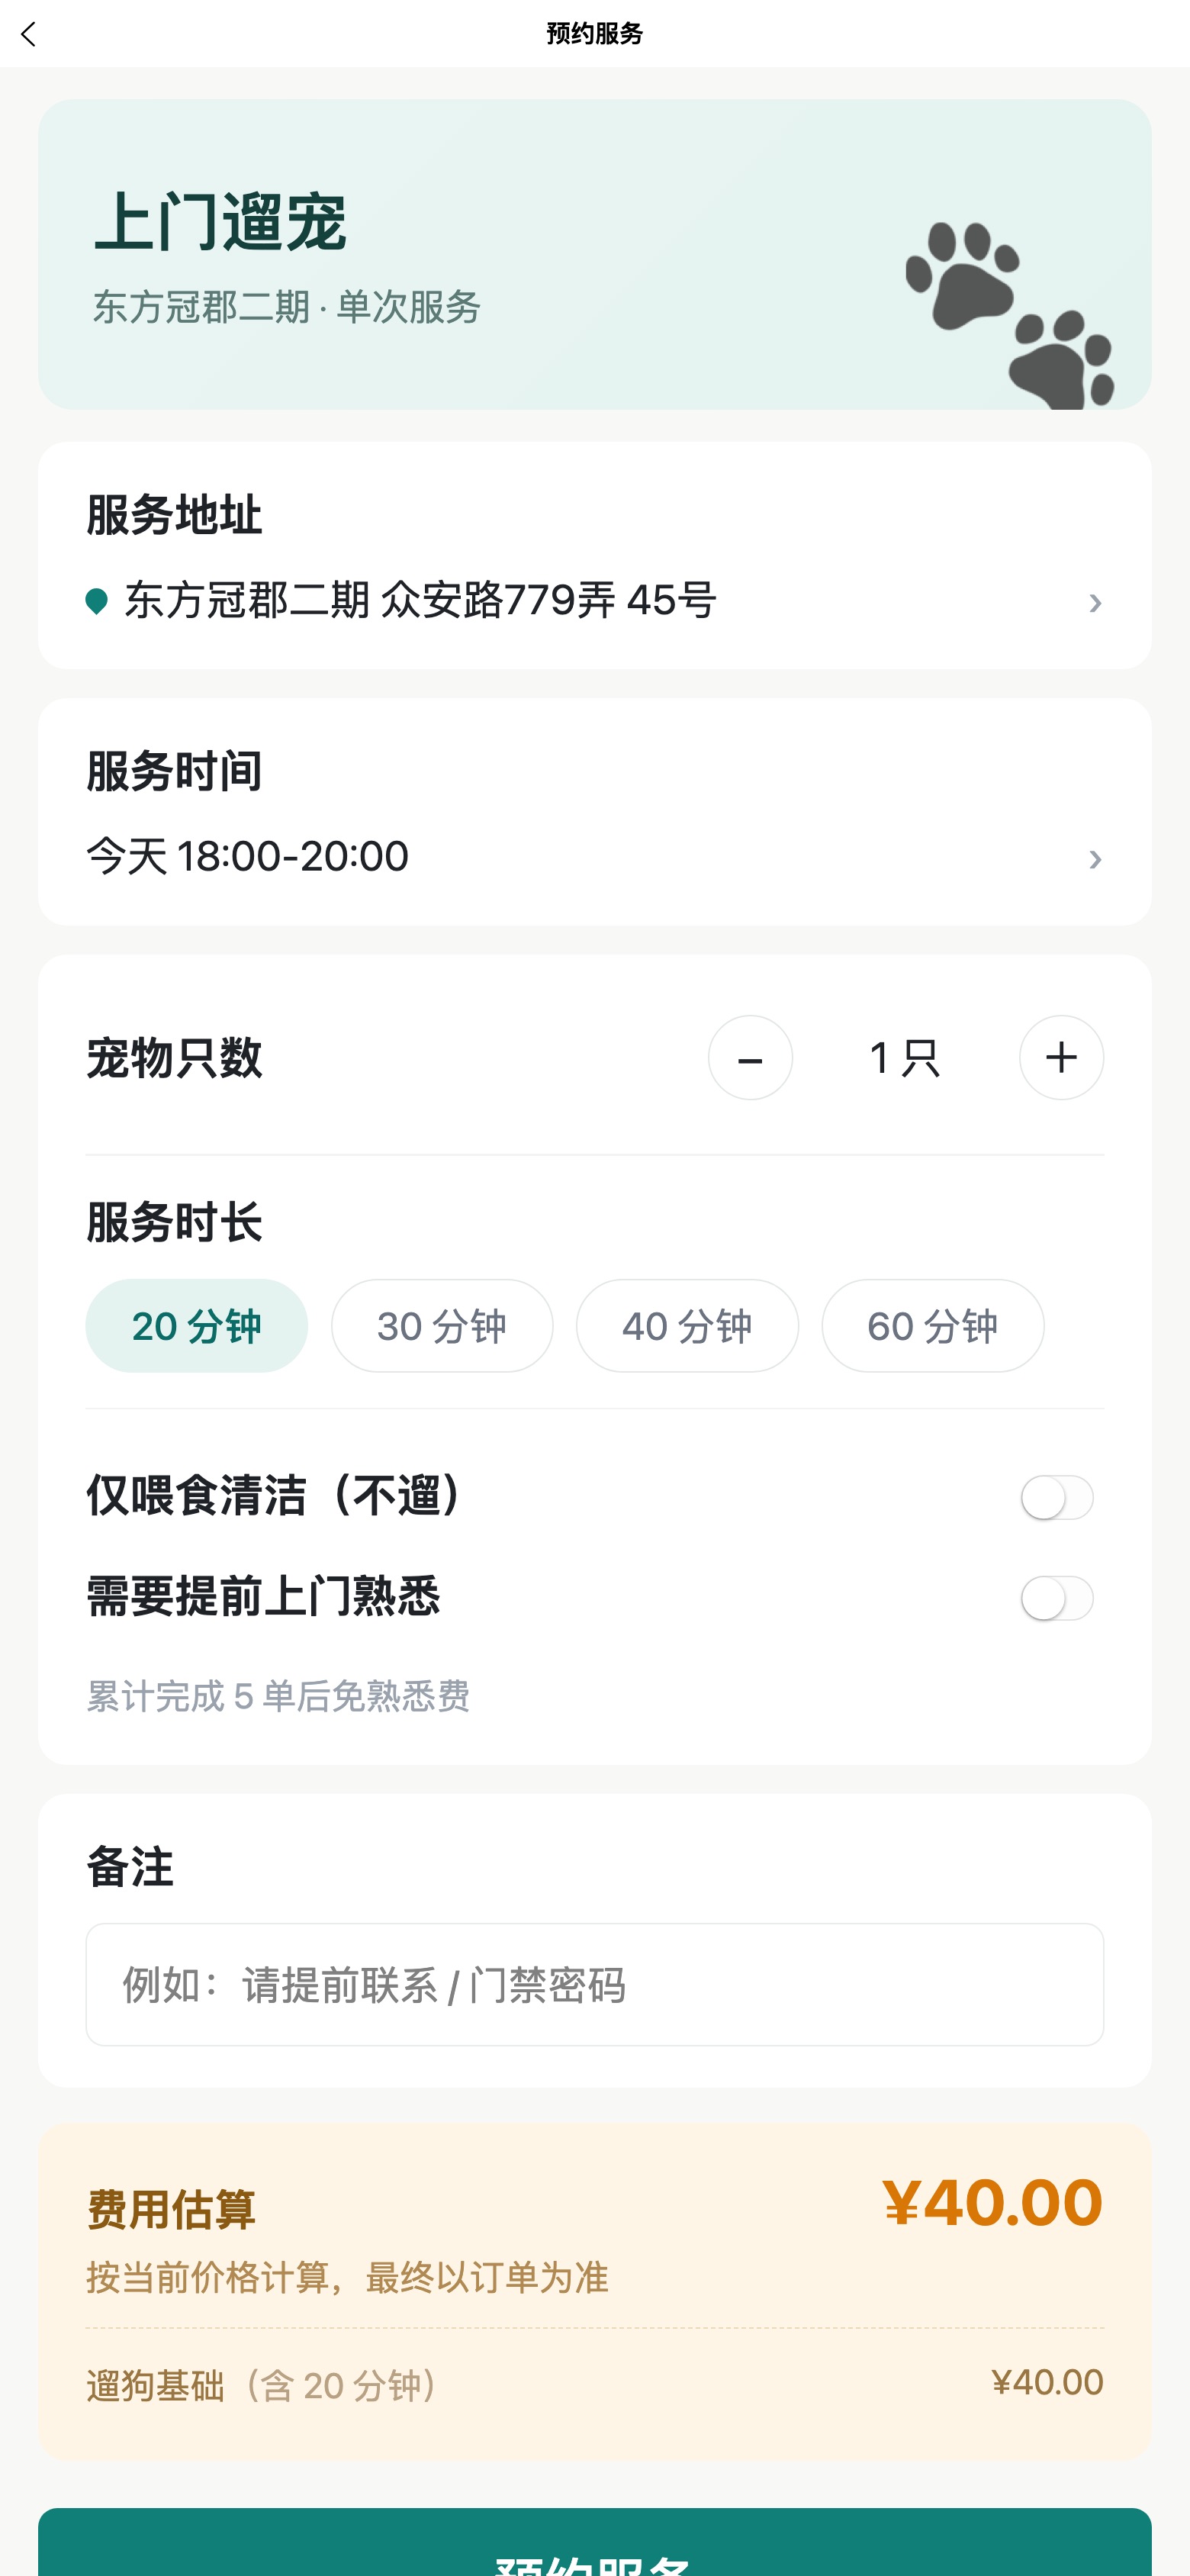 预约服务
上门遛宠
东方冠郡二期 · 单次服务
服务地址
东方冠郡二期 众安路779弄 45号
服务时间
今天 18:00-20:00
宠物只数
− 1 只 +
服务时长
20 分钟 30 分钟 40 分钟 60 分钟
仅喂食清洁（不遛）
需要提前上门熟悉
累计完成 5 单后免熟悉费
备注
例如：请提前联系 / 门禁密码
费用估算 ¥40.00
按当前价格计算，最终以订单为准
遛狗基础（含 20 分钟） ¥40.00
预约服务